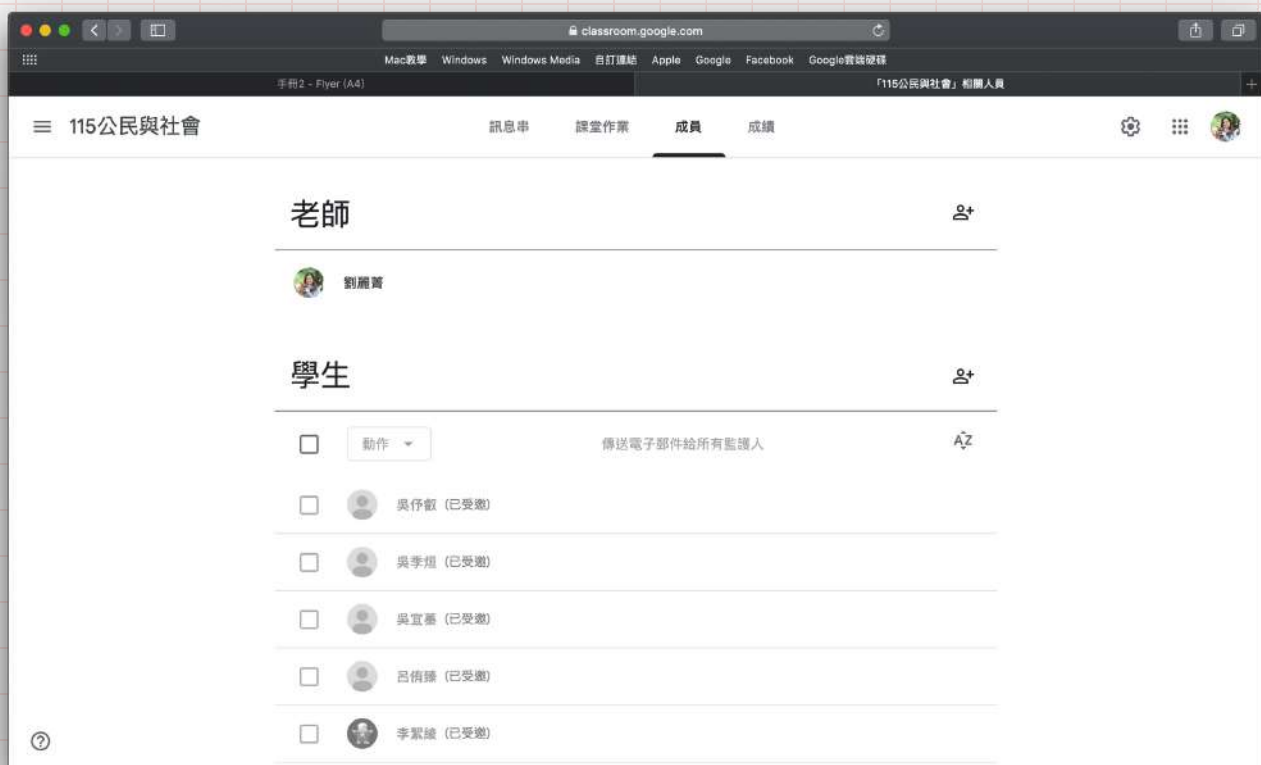 classroom.google.com
Mac教學 Windows Windows Media 自訂連結 Apple Google Facebook Google雲端硬碟
手冊2 - Flyer (A4)
「115公民與社會」相關人員
115公民與社會
訊息串 課堂作業 成員 成績
老師
劉麗菁
學生
動作
傳送電子郵件給所有監護人
AZ
吳伃叡 (已受邀)
吳季烜 (已受邀)
吳宜蓁 (已受邀)
呂侑臻 (已受邀)
李絜綾 (已受邀)